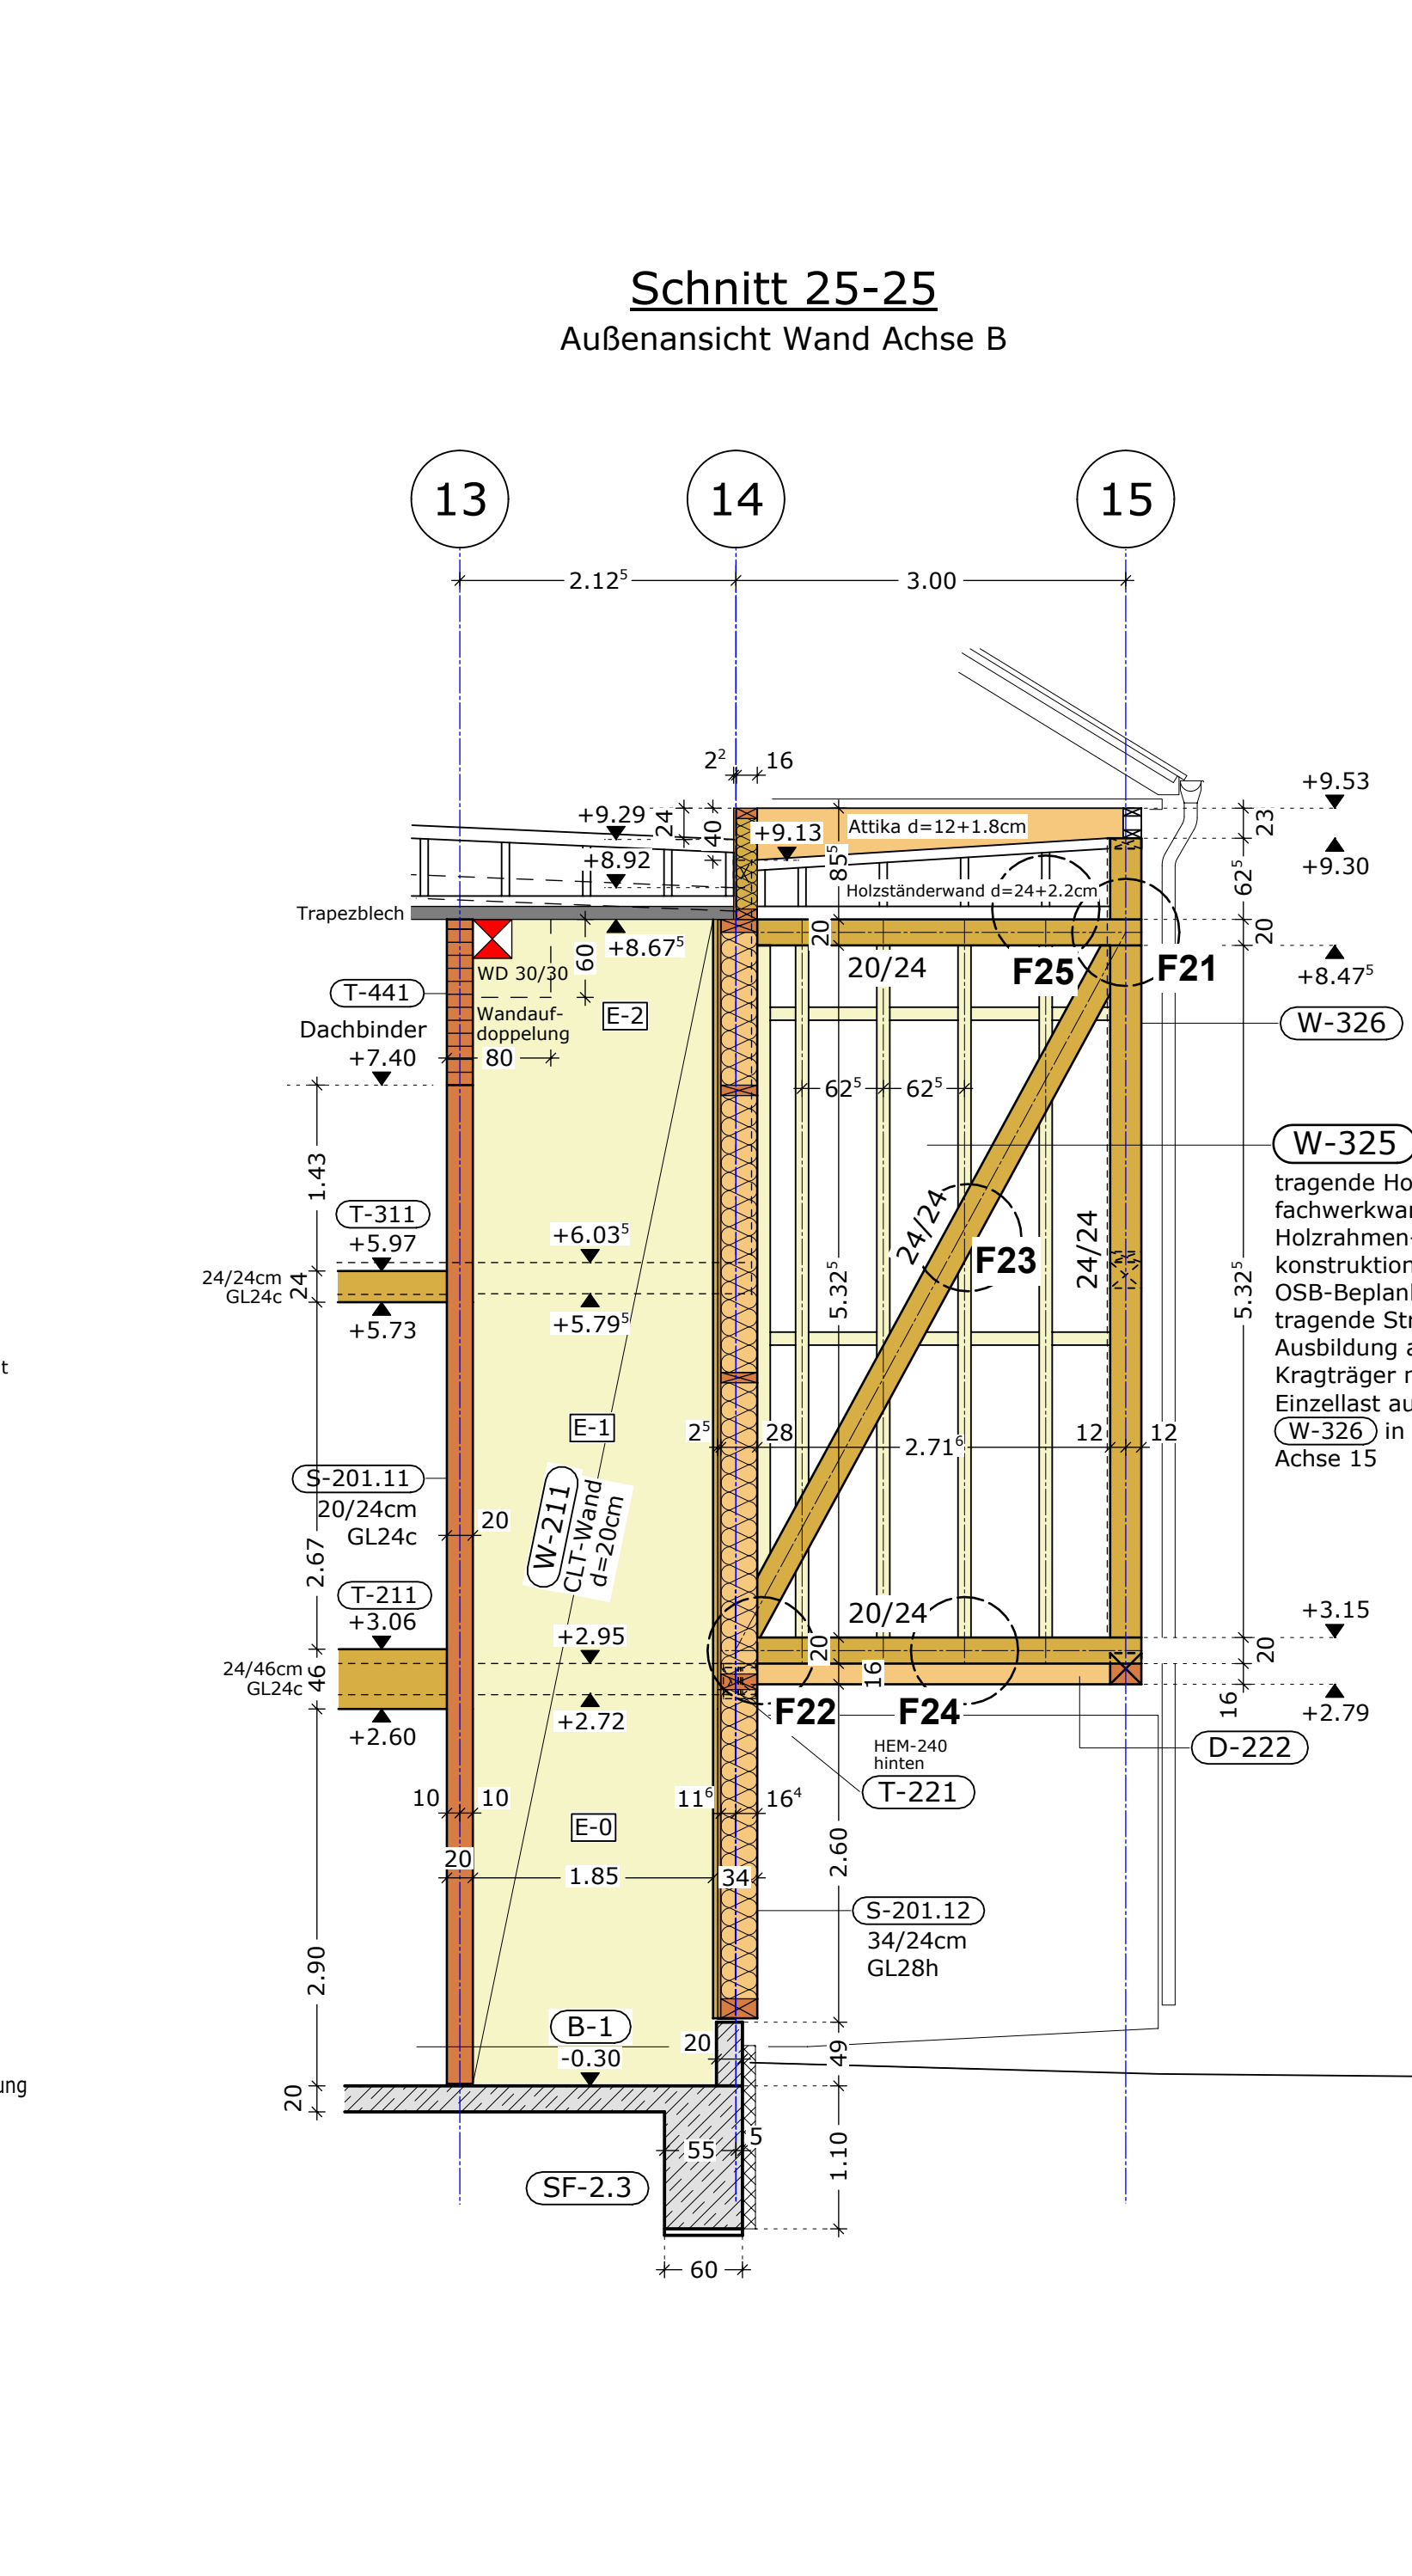 Schnitt 25-25
Außenansicht Wand Achse B
13
14
15
2.12⁵
3.00
2²
16
+9.53
+9.29
24
40
+9.13
85⁵
Attika d=12+1.8cm
23
+8.92
+9.30
62⁵
Holzständerwand d=24+2.2cm
Trapezblech
+8.67⁵
60
20
20
WD 30/30
20/24
F25
F21
+8.47⁵
T-441
Wandauf-
doppelung
E-2
W-326
Dachbinder
+7.40
80
62⁵
62⁵
W-325
tragende Ho
fachwerkwar
Holzrahmen-
konstruktion
OSB-Beplank
tragende Str
Ausbildung a
Kragträger m
Einzellast au
W-326 in
Achse 15
1.43
T-311
+5.97
24/24cm
GL24c
24
+5.73
+6.03⁵
+5.79⁵
24/24
F23
24/24
5.32⁵
5.32⁵
t
E-1
2⁵
28
2.71⁶
12
12
S-201.11
20/24cm
GL24c
20
W-211
CLT-Wand
d=20cm
2.67
T-211
+3.06
24/46cm
GL24c
46
+2.60
+2.95
+2.72
20/24
20
16
+3.15
20
16
+2.79
F22
F24
HEM-240
hinten
T-221
D-222
10
10
11⁶
16⁴
E-0
20
1.85
34
2.60
S-201.12
34/24cm
GL28h
2.90
B-1
-0.30
20
49
ung
20
55
5
1.10
SF-2.3
60